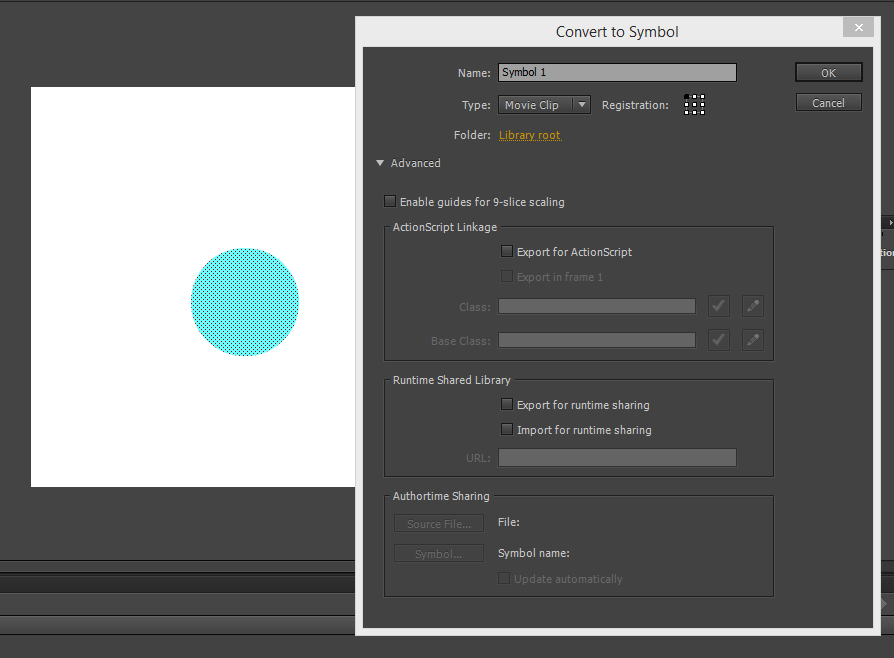 Convert to Symbol
Name: Symbol 1 OK
Type: Movie Clip Registration: Cancel
Folder: Library root
Advanced
Enable guides for 9-slice scaling
ActionScript Linkage
Export for ActionScript
Export in frame 1
Class:
Base Class:
Runtime Shared Library
Export for runtime sharing
Import for runtime sharing
URL:
Authortime Sharing
Source File... File:
Symbol... Symbol name:
Update automatically